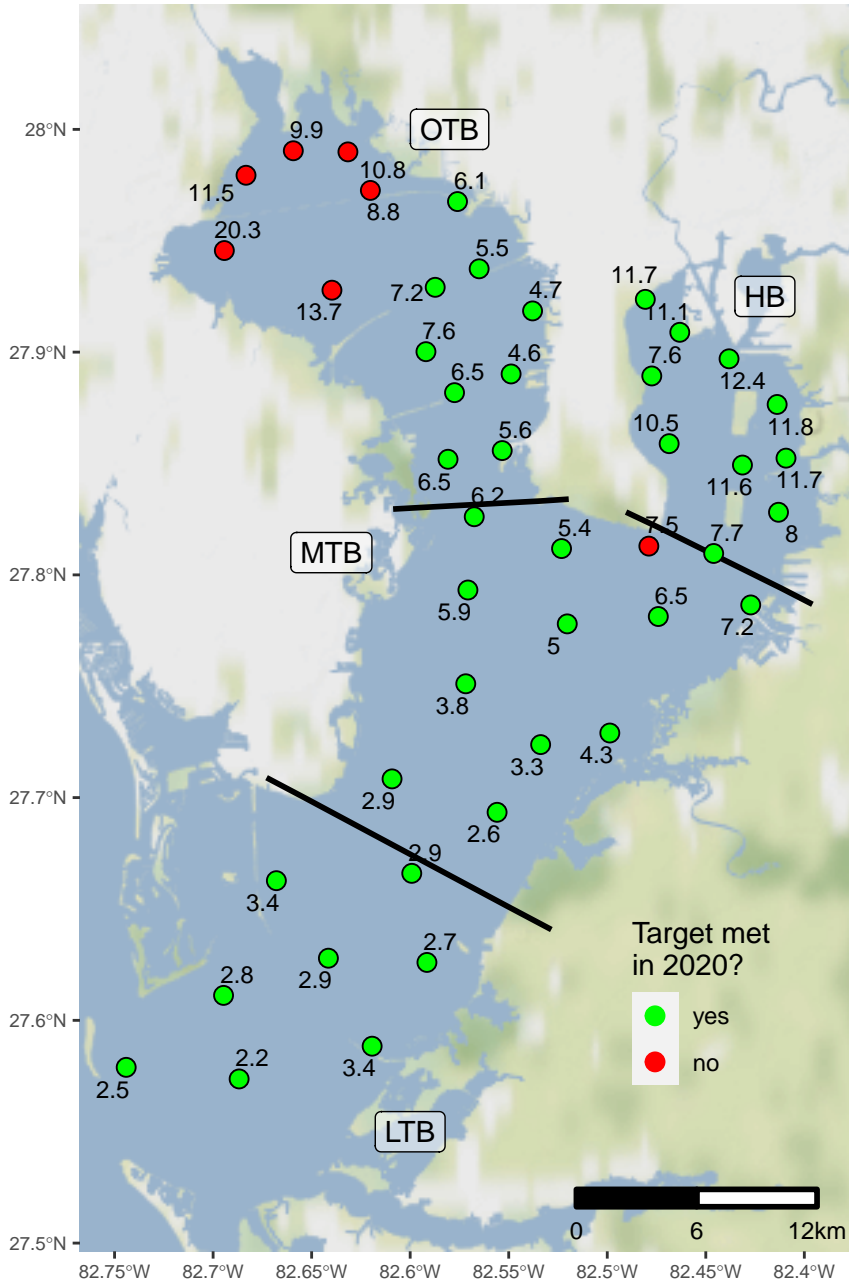 28°N
27.9°N
27.8°N
27.7°N
27.6°N
27.5°N
9.9
OTB
10.8
11.5
6.1
8.8
20.3
5.5
11.7
7.2
4.7
HB
13.7
11.1
7.6
4.6
7.6
12.4
6.5
11.8
5.6
10.5
6.5
11.6
11.7
6.2
7.5
8
MTB
5.4
7.7
5.9
6.5
5
7.2
3.8
3.3
4.3
2.9
2.6
2.9
3.4
2.7
2.9
2.8
3.4
2.2
2.5
LTB
Target met
in 2020?
yes
no
0 6 12km
82.75°W 82.7°W 82.65°W 82.6°W 82.55°W 82.5°W 82.45°W 82.4°W